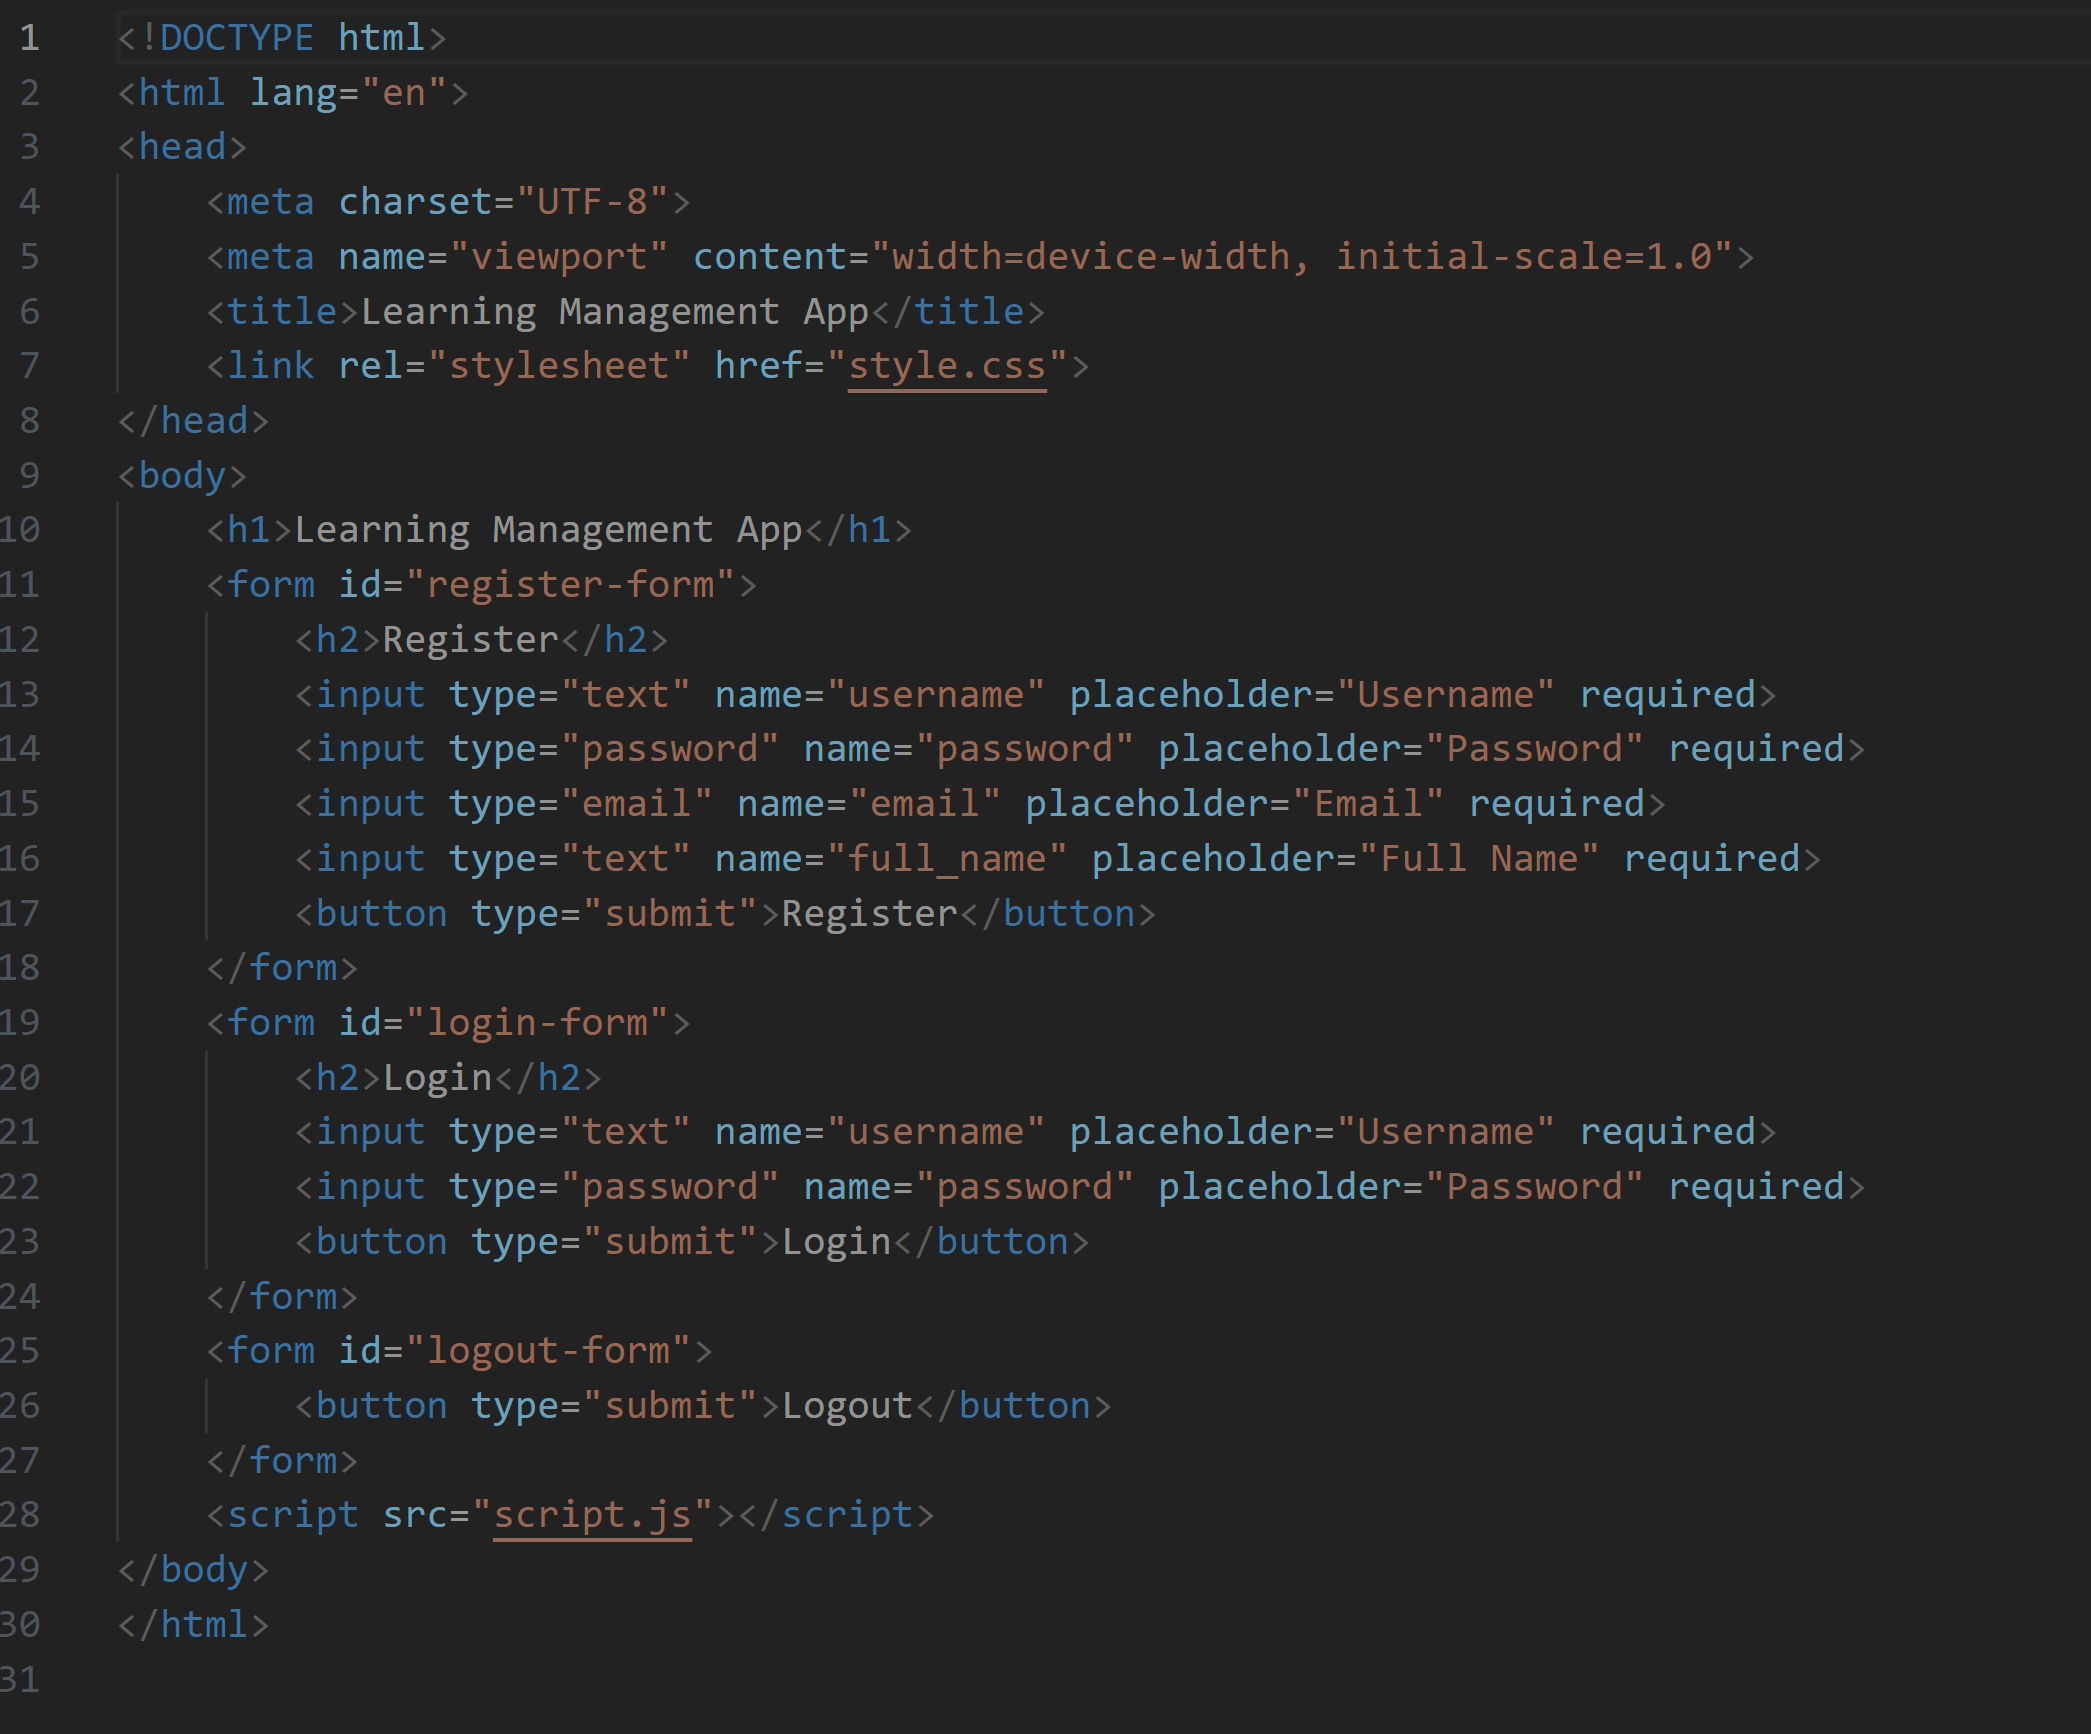 1 <!DOCTYPE html>
2 <html lang="en">
3 <head>
4     <meta charset="UTF-8">
5     <meta name="viewport" content="width=device-width, initial-scale=1.0">
6     <title>Learning Management App</title>
7     <link rel="stylesheet" href="style.css">
8 </head>
9 <body>
10     <h1>Learning Management App</h1>
11     <form id="register-form">
12         <h2>Register</h2>
13         <input type="text" name="username" placeholder="Username" required>
14         <input type="password" name="password" placeholder="Password" required>
15         <input type="email" name="email" placeholder="Email" required>
16         <input type="text" name="full_name" placeholder="Full Name" required>
17         <button type="submit">Register</button>
18     </form>
19     <form id="login-form">
20         <h2>Login</h2>
21         <input type="text" name="username" placeholder="Username" required>
22         <input type="password" name="password" placeholder="Password" required>
23         <button type="submit">Login</button>
24     </form>
25     <form id="logout-form">
26         <button type="submit">Logout</button>
27     </form>
28     <script src="script.js"></script>
29 </body>
30 </html>
31